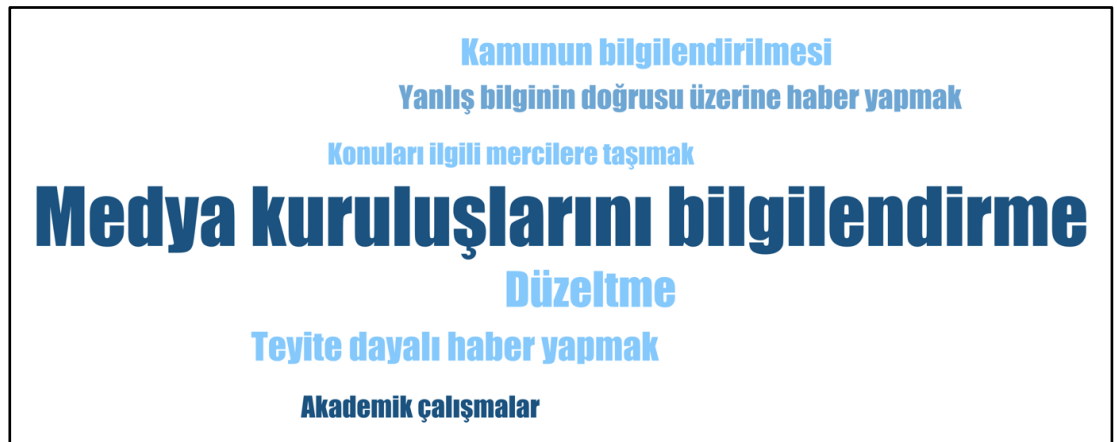 Kamunun bilgilendirilmesi
Yanlış bilginin doğrusu üzerine haber yapmak
Konuları ilgili mercilere taşımak
Medya kuruluşlarını bilgilendirme
Düzeltme
Teyite dayalı haber yapmak
Akademik çalışmalar